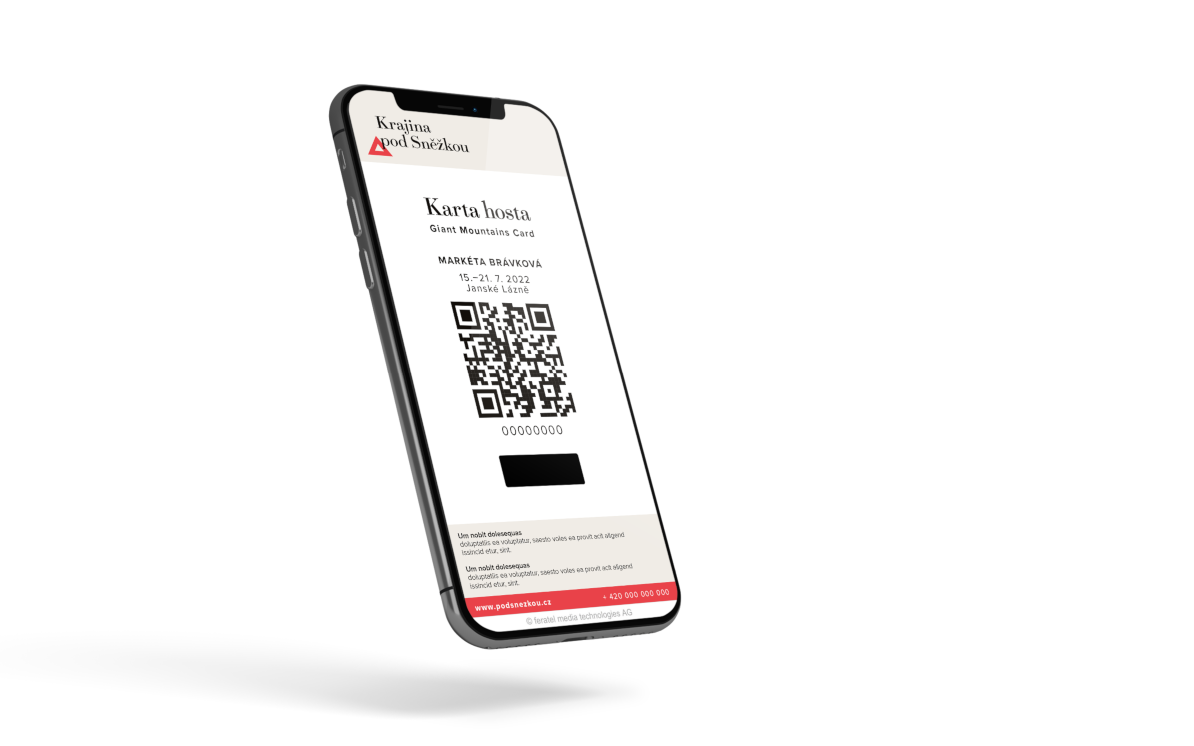 Krajina
pod Sněžkou
Karta hosta
Giant Mountains Card
MARKÉTA BRÁVKOVÁ
15.–21. 7. 2022
Janské Lázně
00000000
Um nobit dolesequas
doluptatiis ea voluptatur, saesto voles ea provit acit aligend
issincid etur, sint.
Um nobit dolesequas
doluptatiis ea voluptatur, saesto voles ea provit acit aligend
issincid etur, sint.
www.podsnezkou.cz
+ 420 000 000 000
© feratel media technologies AG